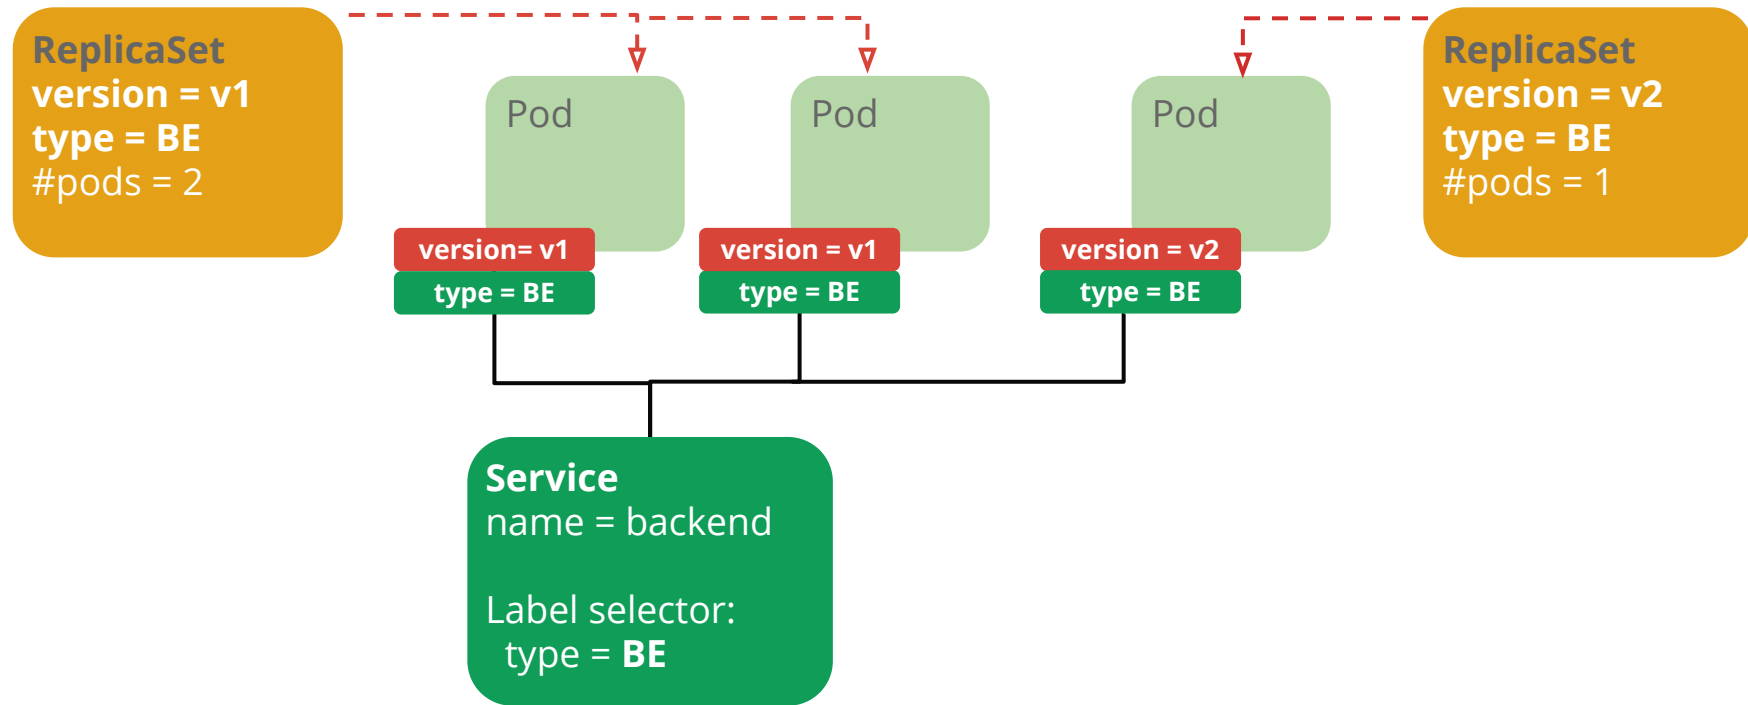 ReplicaSet
version = v1
type = BE
#pods = 2
Pod
version= v1
type = BE
Pod
version = v1
type = BE
Pod
version = v2
type = BE
ReplicaSet
version = v2
type = BE
#pods = 1
Service
name = backend
Label selector:
type = BE